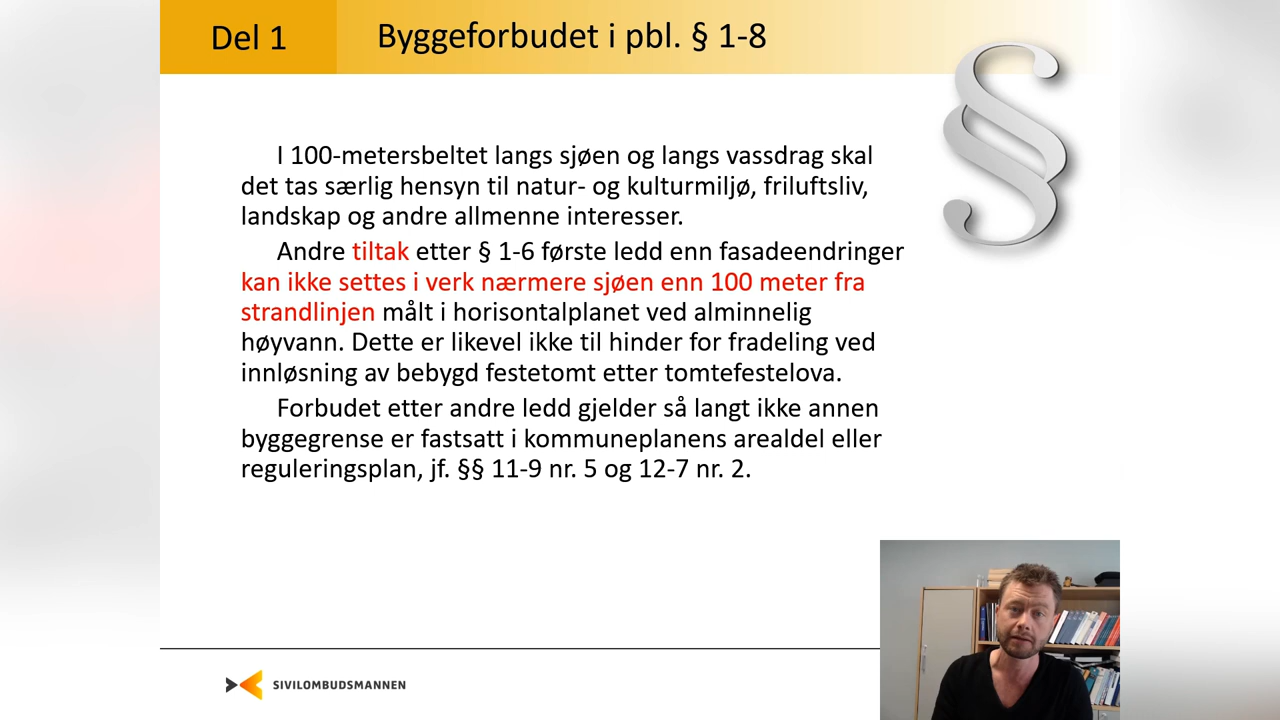 Del 1
Byggeforbudet i pbl. § 1-8
§
I 100-metersbeltet langs sjøen og langs vassdrag skal
det tas særlig hensyn til natur- og kulturmiljø, friluftsliv,
landskap og andre allmenne interesser.
Andre tiltak etter § 1-6 første ledd enn fasadeendringer
kan ikke settes i verk nærmere sjøen enn 100 meter fra
strandlinjen målt i horisontalplanet ved alminnelig
høyvann. Dette er likevel ikke til hinder for fradeling ved
innløsning av bebygd festetomt etter tomtefestelova.
Forbudet etter andre ledd gjelder så langt ikke annen
byggegrense er fastsatt i kommuneplanens arealdel eller
reguleringsplan, jf. §§ 11-9 nr. 5 og 12-7 nr. 2.
SIVILOMBUDSMANNEN